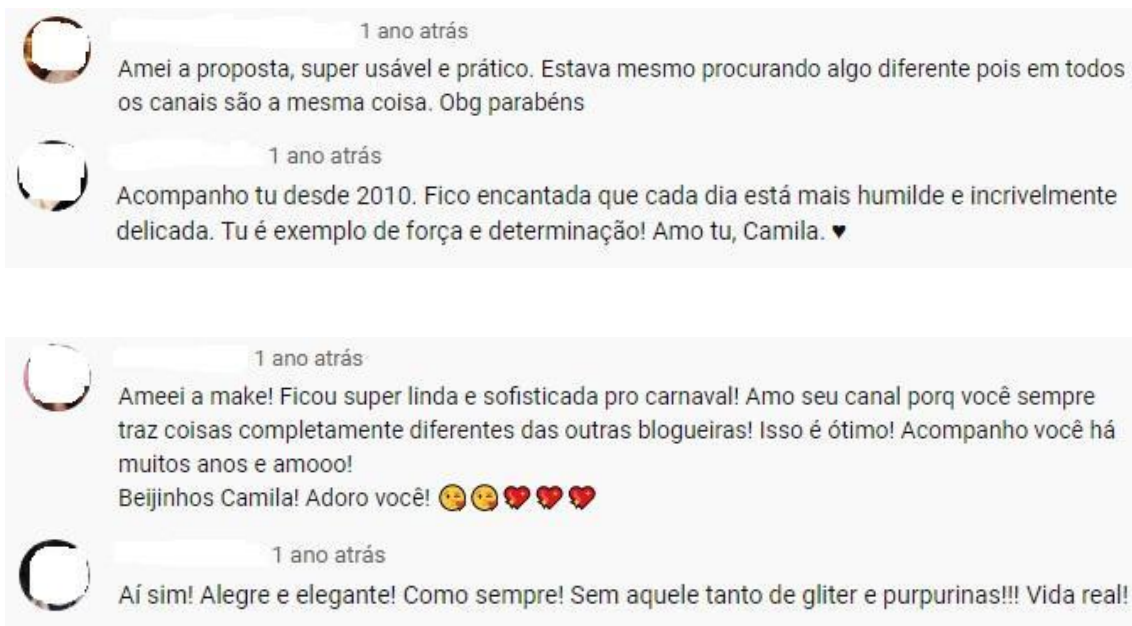 1 ano atrás
Amei a proposta, super usável e prático. Estava mesmo procurando algo diferente pois em todos
os canais são a mesma coisa. Obg parabéns
1 ano atrás
Acompanho tu desde 2010. Fico encantada que cada dia está mais humilde e incrivelmente
delicada. Tu é exemplo de força e determinação! Amo tu, Camila. ♥
1 ano atrás
Ameei a make! Ficou super linda e sofisticada pro carnaval! Amo seu canal porq você sempre
traz coisas completamente diferentes das outras blogueiras! Isso é ótimo! Acompanho você há
muitos anos e amooo!
Beijinhos Camila! Adoro você! 😘😘💘💘💘
1 ano atrás
Aí sim! Alegre e elegante! Como sempre! Sem aquele tanto de gliter e purpurinas!!! Vida real!